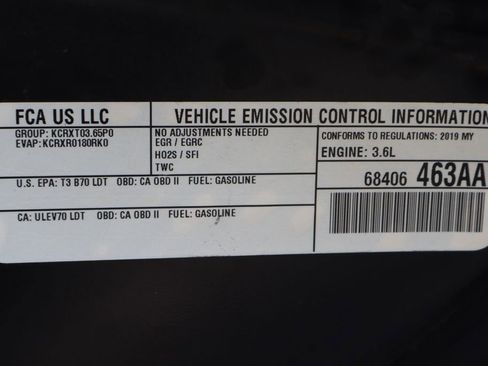 FCA US LLC
VEHICLE EMISSION CONTROL INFORMATION
GROUP: KCRXT03.65P0
EVAP: KCRXR0180RK0
NO ADJUSTMENTS NEEDED
EGR / EGRC
HO2S / SFI
TWC
CONFORMS TO REGULATIONS: 2019 MY
ENGINE: 3.6L
U.S. EPA: T3 B70 LDT OBD: CA OBD II FUEL: GASOLINE
CA: ULEV70 LDT OBD: CA OBD II FUEL: GASOLINE
68406 463AA